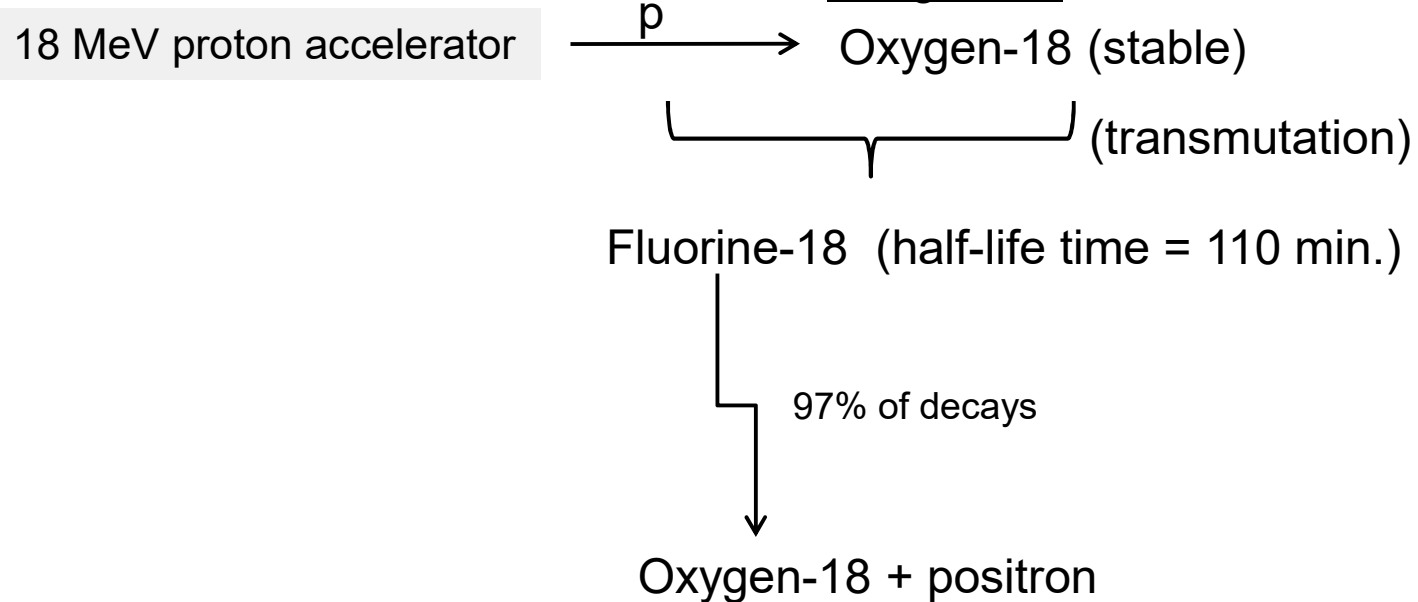 p
18 MeV proton accelerator
Oxygen-18 (stable)
(transmutation)
Fluorine-18 (half-life time = 110 min.)
97% of decays
Oxygen-18 + positron